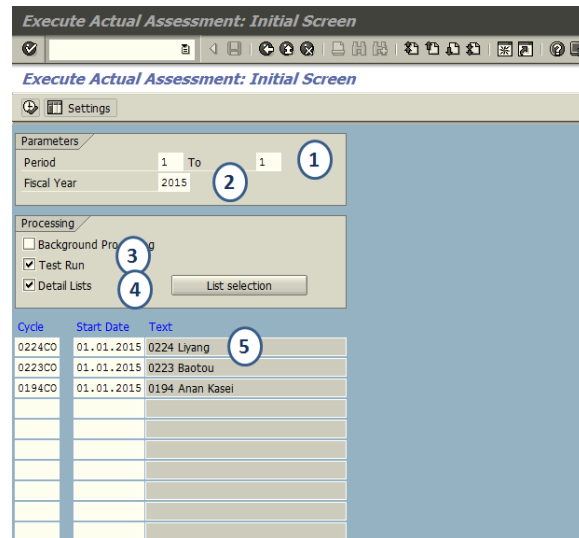 Execute Actual Assessment: Initial Screen
Execute Actual Assessment: Initial Screen
Settings
Parameters
Period 1 To 1 1
Fiscal Year 2015 2
Processing
Background g
3
Test Run
Detail Lists 4 List selection
Cycle Start Date Text
0224CO 01.01.2015 0224 Liyang 5
0223CO 01.01.2015 0223 Baotou
0194CO 01.01.2015 0194 Anan Kasei